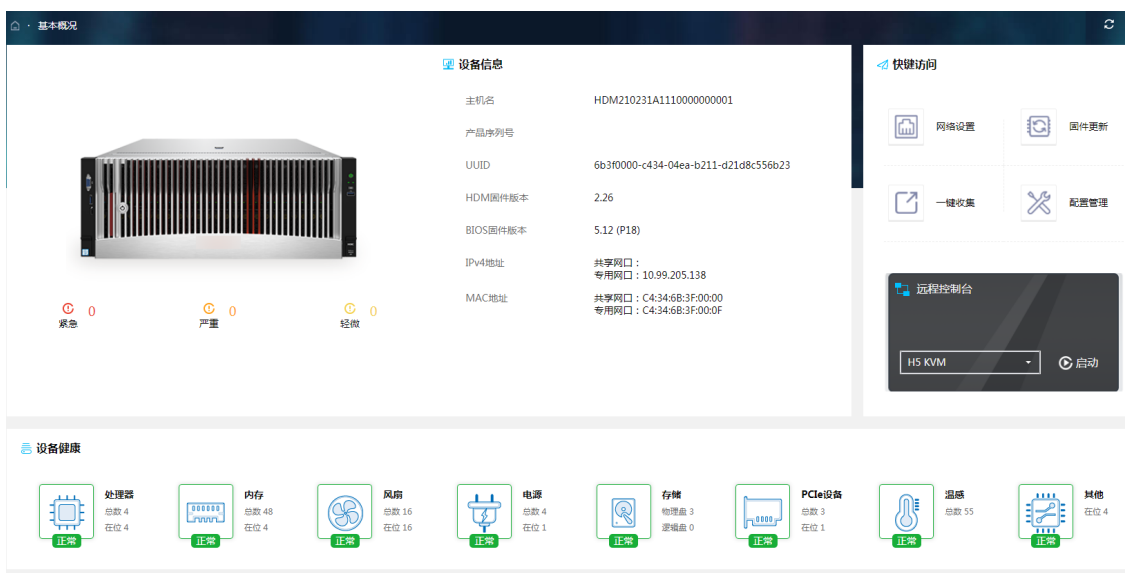 基本概况
设备信息
主机名 HDM210231A1110000000001
产品序列号
UUID 6b3f0000-c434-04ea-b211-d21d8c556b23
HDM固件版本 2.26
BIOS固件版本 5.12 (P18)
IPv4地址 共享网口：
专用网口：10.99.205.138
MAC地址 共享网口：C4:34:6B:3F:00:00
专用网口：C4:34:6B:3F:00:0F
0 0 0
紧急 严重 轻微
快键访问
网络设置 固件更新
一键收集 配置管理
远程控制台
H5 KVM 启动
设备健康
处理器
总数 4
在位 4
正常
内存
总数 48
在位 4
正常
风扇
总数 16
在位 16
正常
电源
总数 4
在位 1
正常
存储
物理盘 3
逻辑盘 0
正常
PCIe设备
总数 3
在位 1
正常
温感
总数 55
正常
其他
在位 4
正常